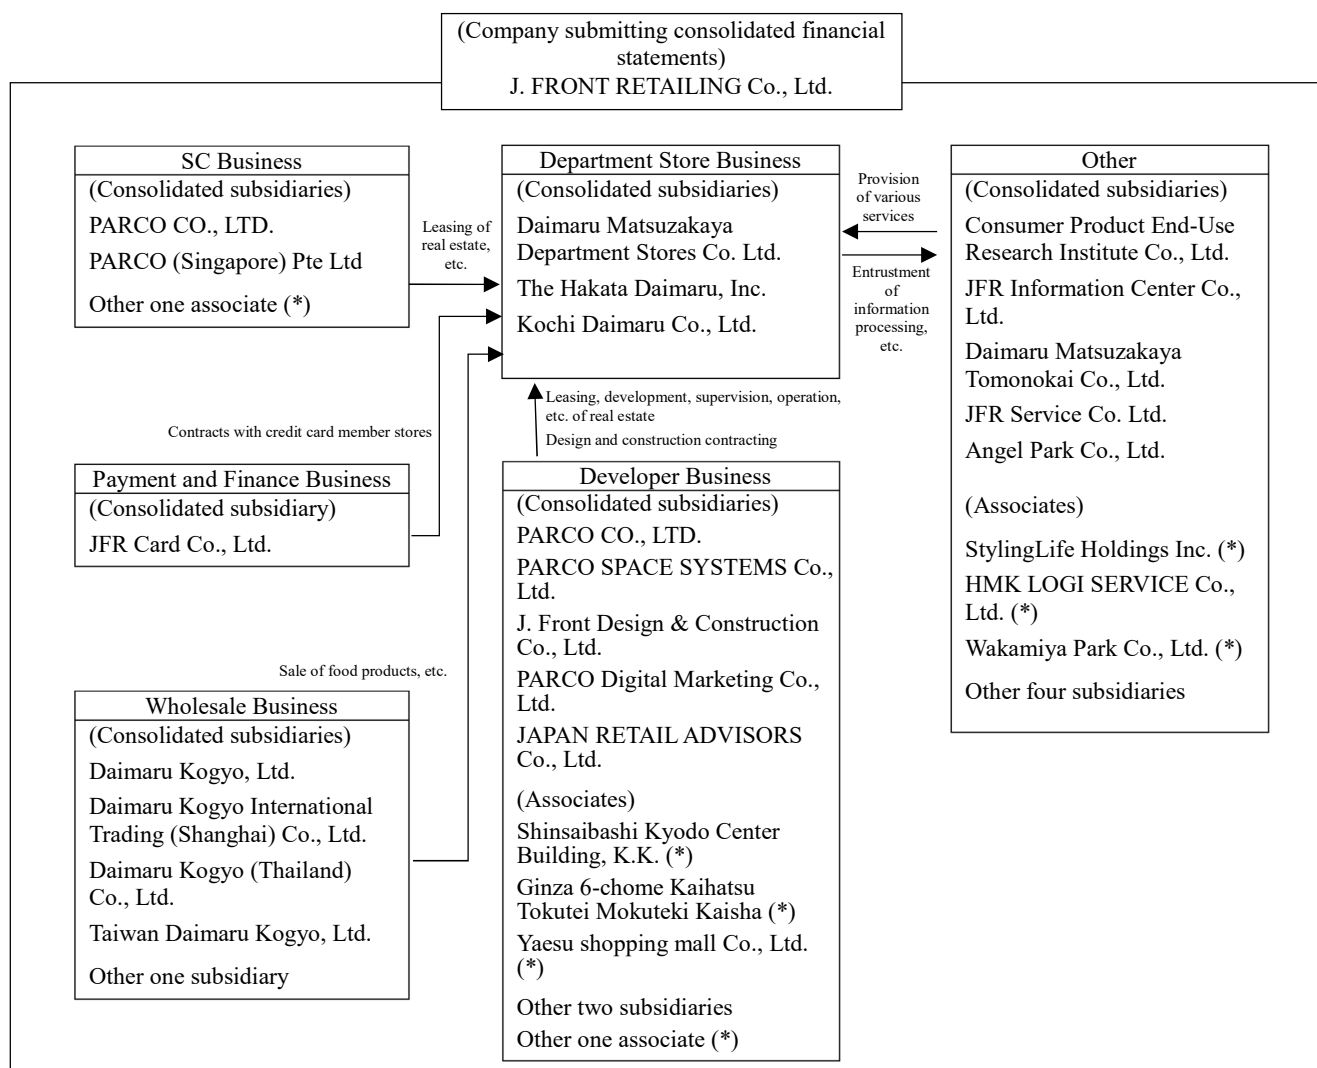 (Company submitting consolidated financial
statements)
J. FRONT RETAILING Co., Ltd.
SC Business
(Consolidated subsidiaries)
PARCO CO., LTD.
PARCO (Singapore) Pte Ltd
Other one associate (*)
Leasing of
real estate,
etc.
Department Store Business
(Consolidated subsidiaries)
Daimaru Matsuzakaya
Department Stores Co. Ltd.
The Hakata Daimaru, Inc.
Kochi Daimaru Co., Ltd.
Provision
of various
services
Entrustment
of
information
processing,
etc.
Other
(Consolidated subsidiaries)
Consumer Product End-Use
Research Institute Co., Ltd.
JFR Information Center Co.,
Ltd.
Daimaru Matsuzakaya
Tomonokai Co., Ltd.
JFR Service Co. Ltd.
Angel Park Co., Ltd.
(Associates)
StylingLife Holdings Inc. (*)
HMK LOGI SERVICE Co.,
Ltd. (*)
Wakamiya Park Co., Ltd. (*)
Other four subsidiaries
Contracts with credit card member stores
Payment and Finance Business
(Consolidated subsidiary)
JFR Card Co., Ltd.
Leasing, development, supervision, operation,
etc. of real estate
Design and construction contracting
Developer Business
(Consolidated subsidiaries)
PARCO CO., LTD.
PARCO SPACE SYSTEMS Co.,
Ltd.
J. Front Design & Construction
Co., Ltd.
PARCO Digital Marketing Co.,
Ltd.
JAPAN RETAIL ADVISORS
Co., Ltd.
(Associates)
Shinsaibashi Kyodo Center
Building, K.K. (*)
Ginza 6-chome Kaihatsu
Tokutei Mokuteki Kaisha (*)
Yaesu shopping mall Co., Ltd.
(*)
Other two subsidiaries
Other one associate (*)
Sale of food products, etc.
Wholesale Business
(Consolidated subsidiaries)
Daimaru Kogyo, Ltd.
Daimaru Kogyo International
Trading (Shanghai) Co., Ltd.
Daimaru Kogyo (Thailand)
Co., Ltd.
Taiwan Daimaru Kogyo, Ltd.
Other one subsidiary